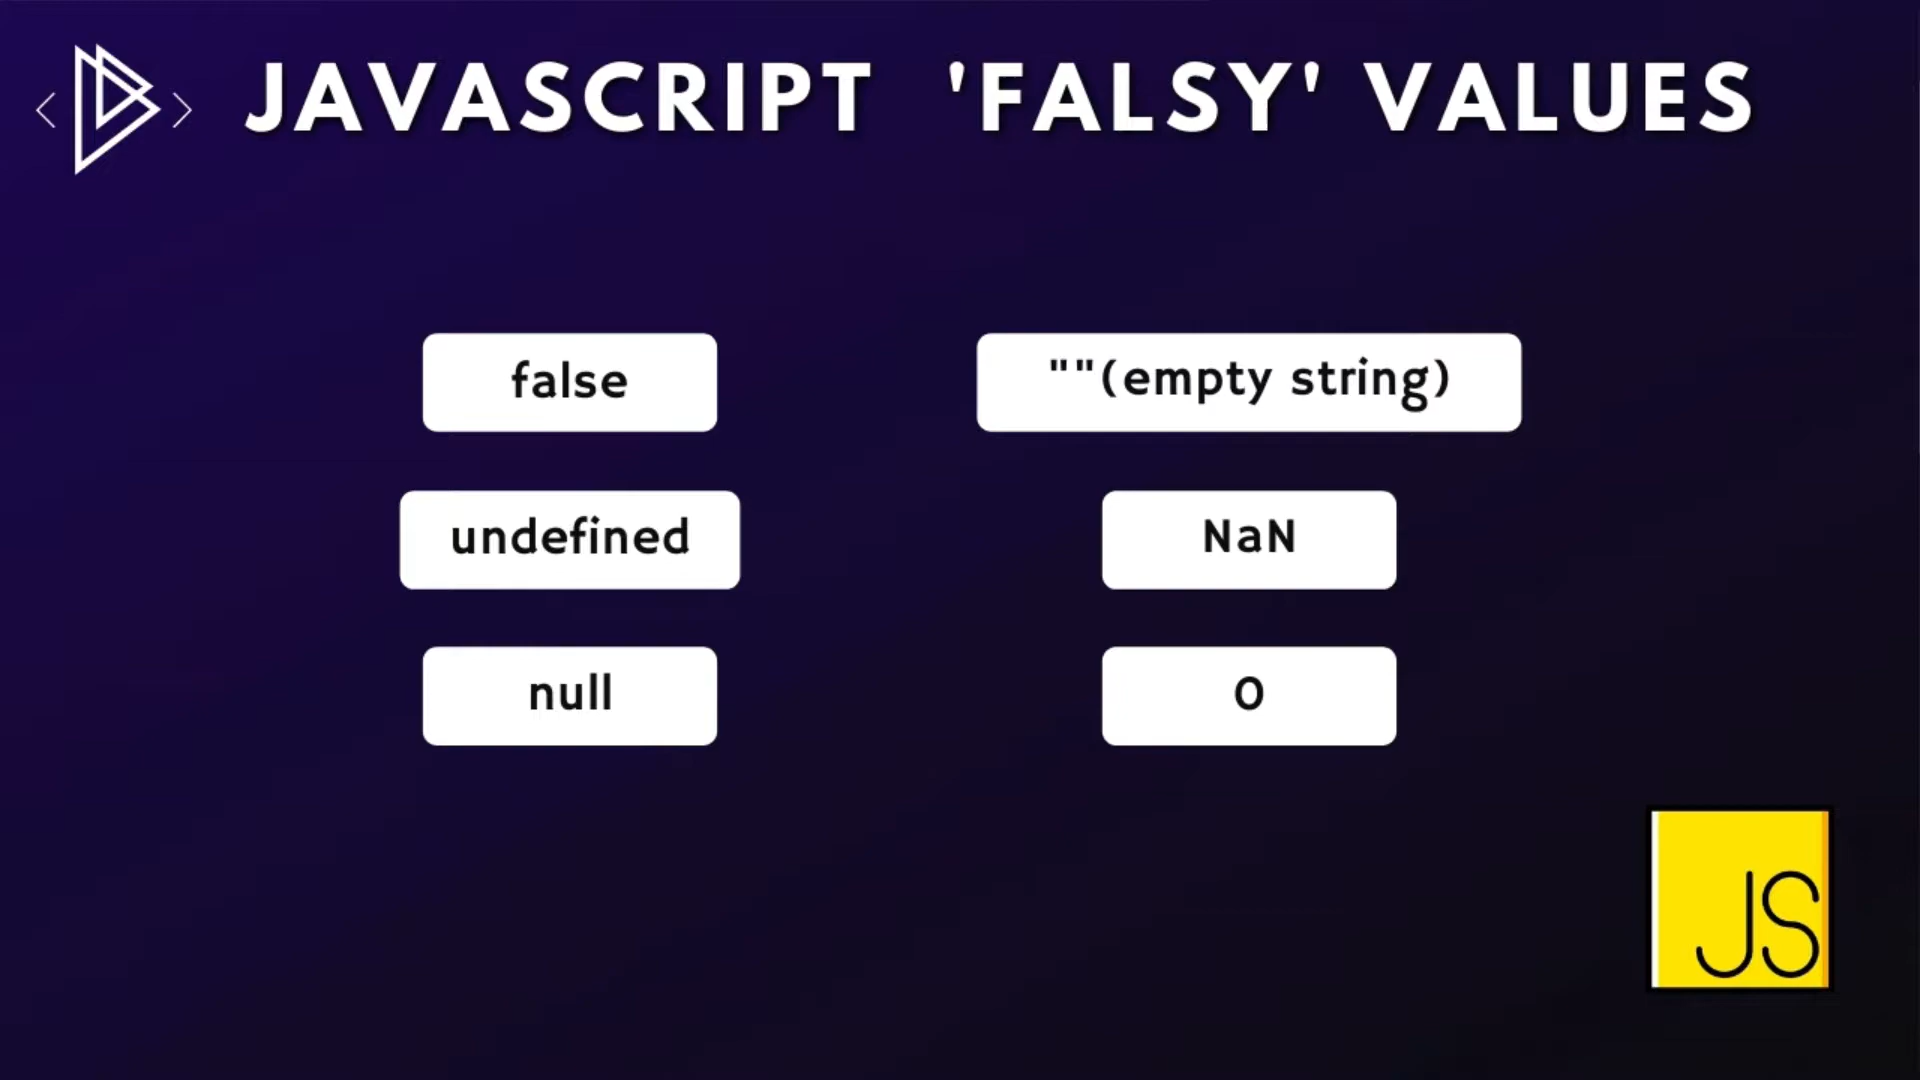 JAVASCRIPT 'FALSY' VALUES
false
""(empty string)
undefined
NaN
null
0
JS